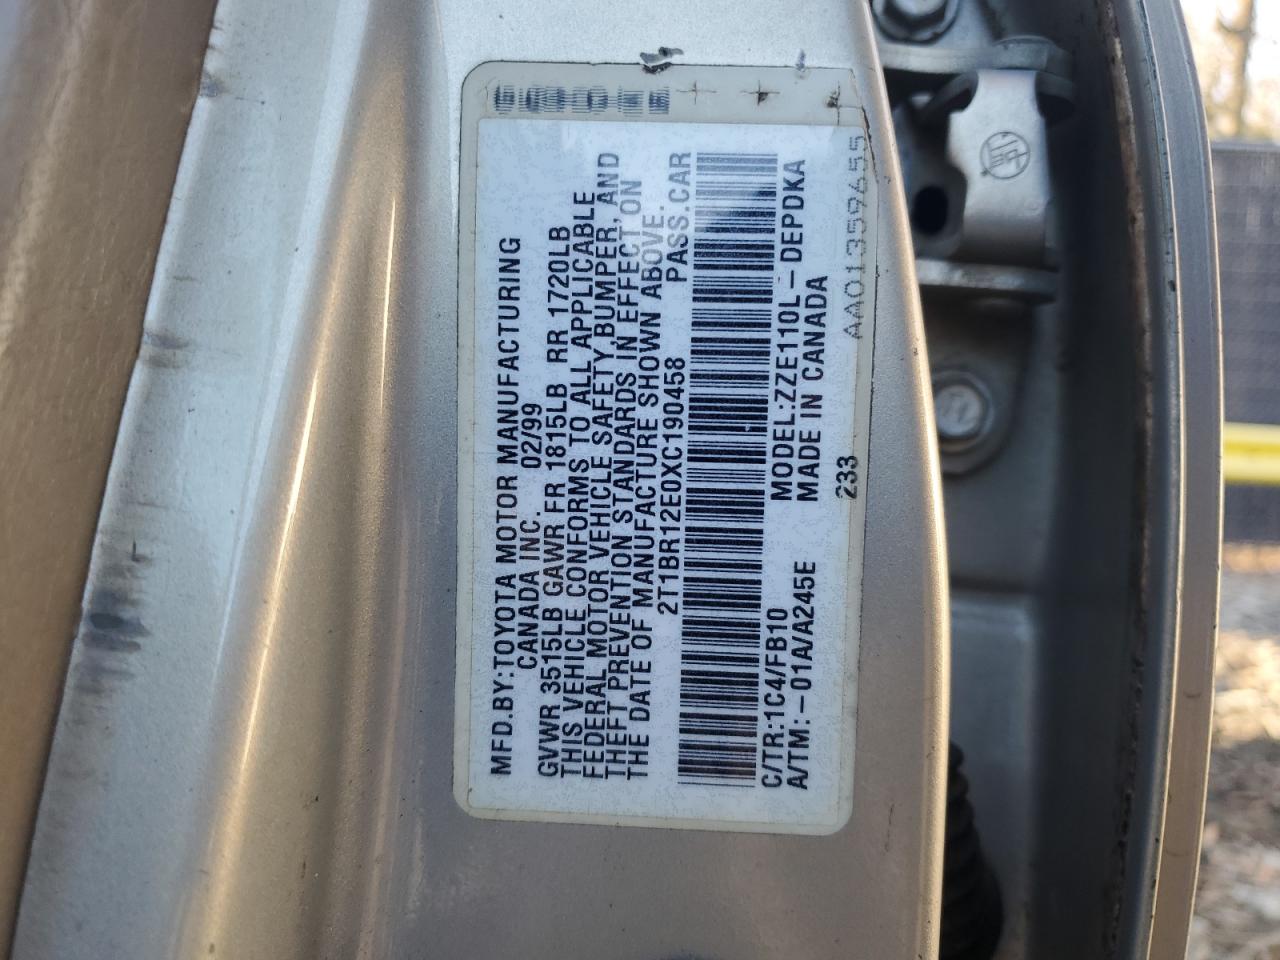 MFD.BY:TOYOTA MOTOR MANUFACTURING
CANADA INC. 02/99
GVWR 3515LB GAWR FR 1815LB RR 1720LB
THIS VEHICLE CONFORMS TO ALL APPLICABLE
FEDERAL MOTOR VEHICLE SAFETY,BUMPER,AND
THEFT PREVENTION STANDARDS IN EFFECT ON
THE DATE OF MANUFACTURE SHOWN ABOVE.
2T1BR12E0XC190458 PASS.CAR
C/TR:1C4/FB10 MODEL:ZZE110L-DEPDKA
A/TM:-01A/A245E MADE IN CANADA
233 AA01359655